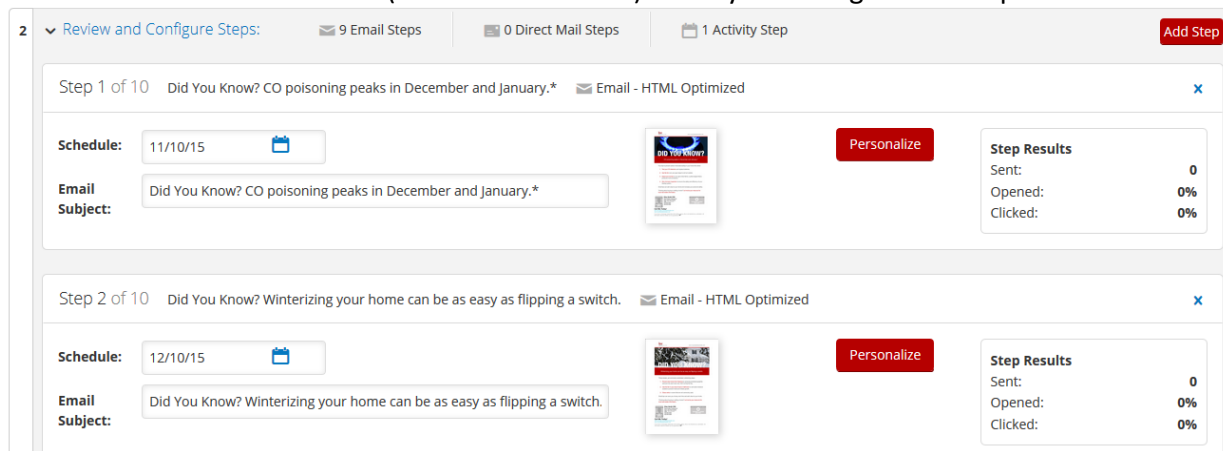 2 Review and Configure Steps: 9 Email Steps 0 Direct Mail Steps 1 Activity Step Add Step
Step 1 of 10 Did You Know? CO poisoning peaks in December and January.* Email - HTML Optimized x
Schedule: 11/10/15 Personalize Step Results
DID YOU KNOW?
Sent: 0
Email Subject: Did You Know? CO poisoning peaks in December and January.* Opened: 0%
Clicked: 0%
Step 2 of 10 Did You Know? Winterizing your home can be as easy as flipping a switch. Email - HTML Optimized x
Schedule: 12/10/15 Personalize Step Results
Sent: 0
Email Subject: Did You Know? Winterizing your home can be as easy as flipping a switch. Opened: 0%
Clicked: 0%